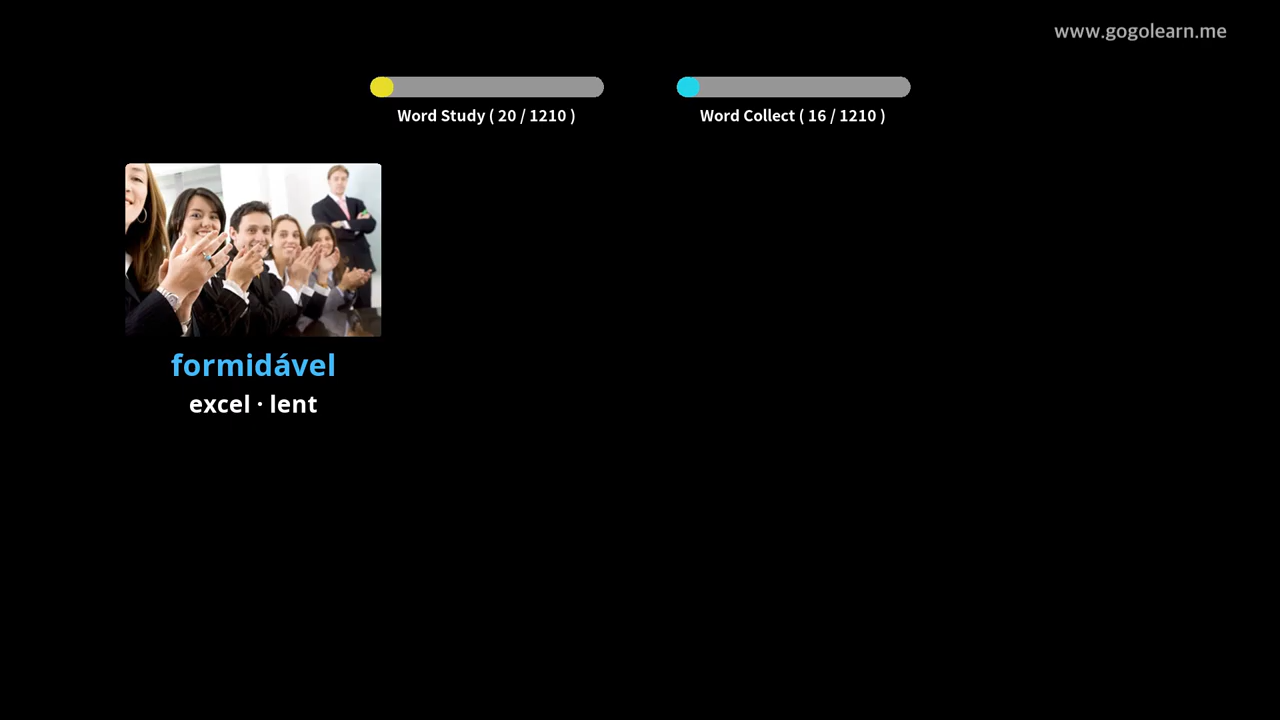 www.gogolearn.me
Word Study ( 20 / 1210 )
Word Collect ( 16 / 1210 )
formidável
excel · lent